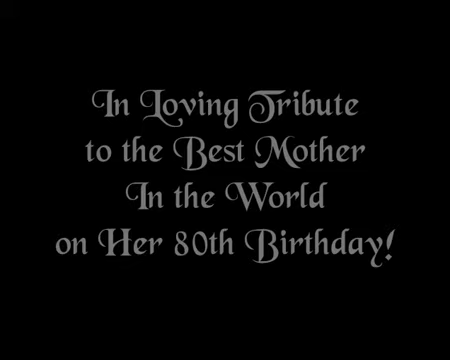 In Loving Tribute
to the Best Mother
In the World
on Her 80th Birthday!